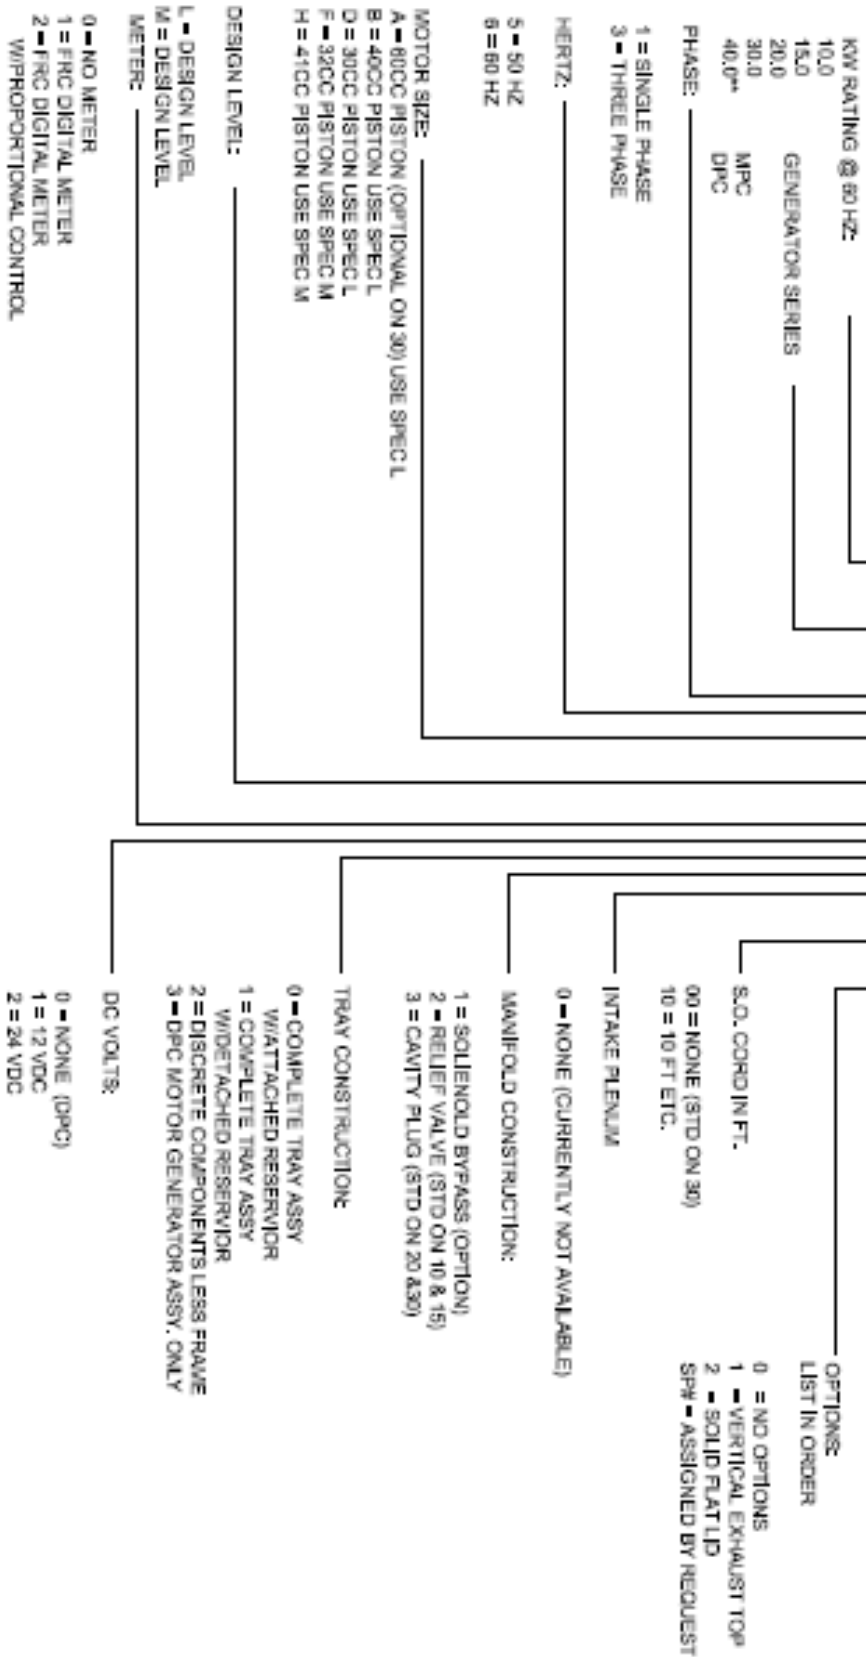 KW RATING @ 60 HZ:
10.0
15.0
20.0
30.0
40.0**
GENERATOR SERIES
MPC
DPC
PHASE:
1 = SINGLE PHASE
3 = THREE PHASE
HERTZ:
5 = 50 HZ
6 = 60 HZ
MOTOR SIZE:
A = 60CC PISTON (OPTIONAL ON 30) USE SPEC L
B = 40CC PISTON USE SPEC L
D = 30CC PISTON USE SPEC L
F = 32CC PISTON USE SPEC M
H = 41CC PISTON USE SPEC M
DESIGN LEVEL:
L = DESIGN LEVEL
M = DESIGN LEVEL
METER:
0 = NO METER
1 = FRC DIGITAL METER
2 = FRC DIGITAL METER
W/PROPORTIONAL CONTROL
OPTIONS:
LIST IN ORDER
0 = NO OPTIONS
1 = VERTICAL EXHAUST TOP
2 = SOLID FLAT LID
SP# = ASSIGNED BY REQUEST
S.O. CORD IN FT.
00 = NONE (STD ON 30)
10 = 10 FT ETC.
INTAKE PLENUM
0 = NONE (CURRENTLY NOT AVAILABLE)
MANIFOLD CONSTRUCTION:
1 = SOLIENOLD BYPASS (OPTION)
2 = RELIEF VALVE (STD ON 10 & 15)
3 = CAVITY PLUG (STD ON 20 &30)
TRAY CONSTRUCTION:
0 = COMPLETE TRAY ASSY
W/ATTACHED RESERVIOR
1 = COMPLETE TRAY ASSY
W/DETACHED RESERVIOR
2 = DISCRETE COMPONENTS LESS FRAME
3 = DPC MOTOR GENERATOR ASSY. ONLY
DC VOLTS:
0 = NONE (DPC)
1 = 12 VDC
2 = 24 VDC